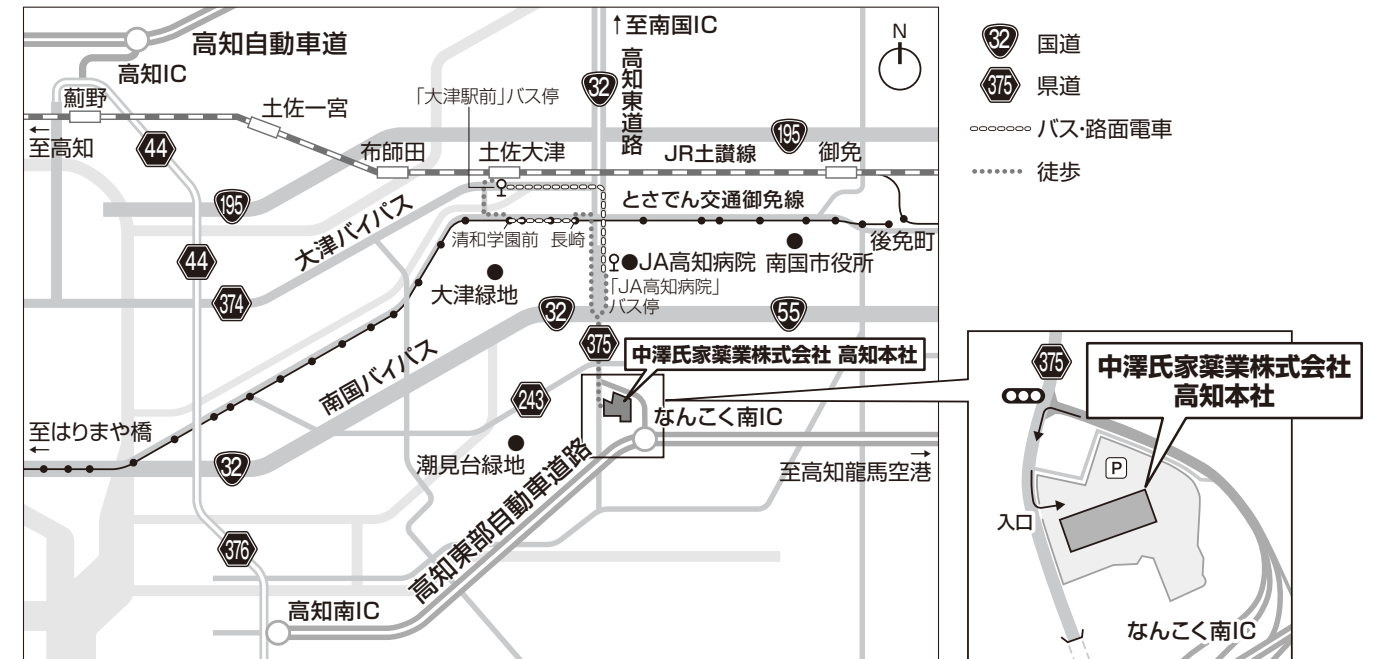 高知自動車道
高知IC
↑至南国IC
高知東道路
32
N
薊野
土佐一宮
「大津駅前」バス停
至高知
←
44
布師田
土佐大津
JR土讃線
195
御免
195
大津バイパス
とさでん交通御免線
清和学園前
長崎
後免町
44
374
大津緑地
JA高知病院
南国市役所
「JA高知病院」
バス停
32
55
375
中澤氏家薬業株式会社 高知本社
南国バイパス
243
なんこく南IC
至はりまや橋
←
32
潮見台緑地
→
至高知龍馬空港
高知東部自動車道路
376
高知南IC
32 国道
375 県道
バス・路面電車
徒歩
375
中澤氏家薬業株式会社
高知本社
P
入口
なんこく南IC